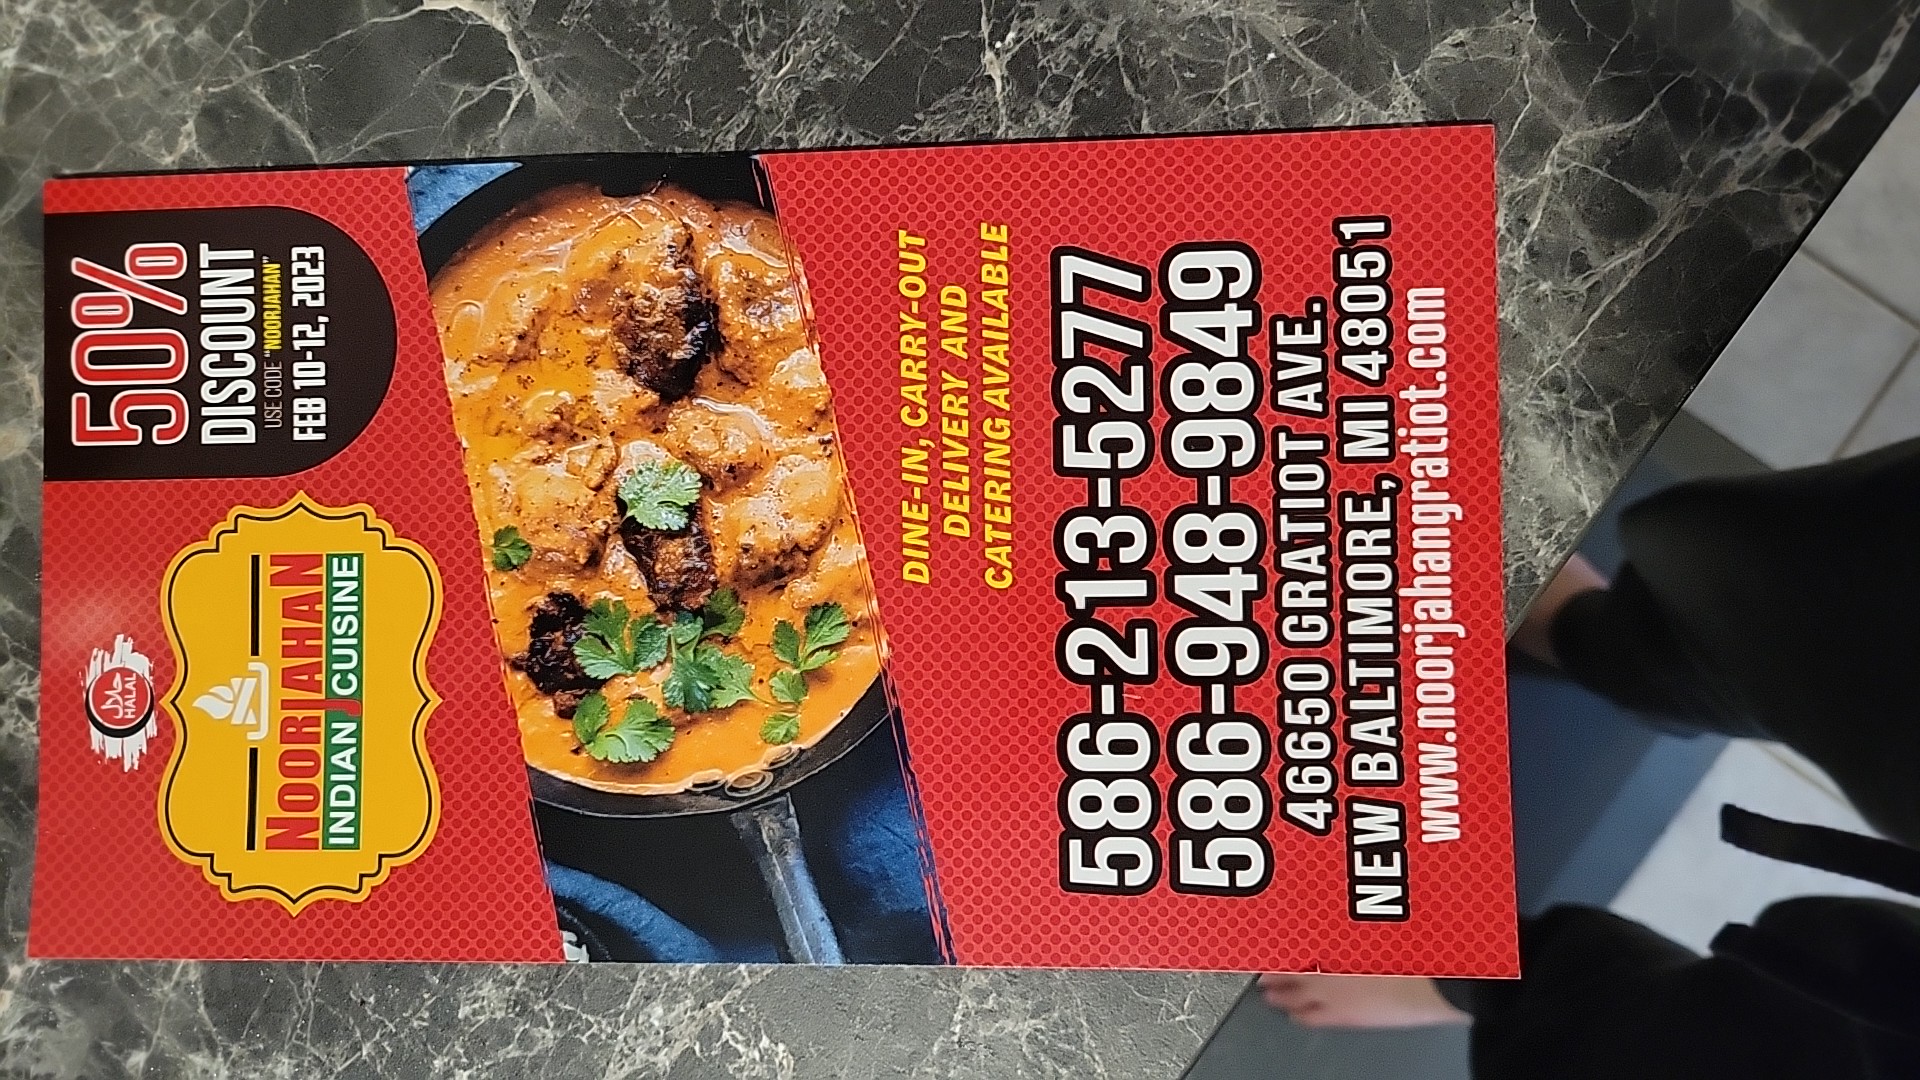 حلال
HALAL
50%
DISCOUNT
USE CODE "NOORJAHAN"
FEB 10-12, 2023
NOORJAHAN
INDIAN CUISINE
DINE-IN, CARRY-OUT
DELIVERY AND
CATERING AVAILABLE
586-213-5277
586-948-9849
46650 GRATIOT AVE.
NEW BALTIMORE, MI 48051
www.noorjahangratiot.com